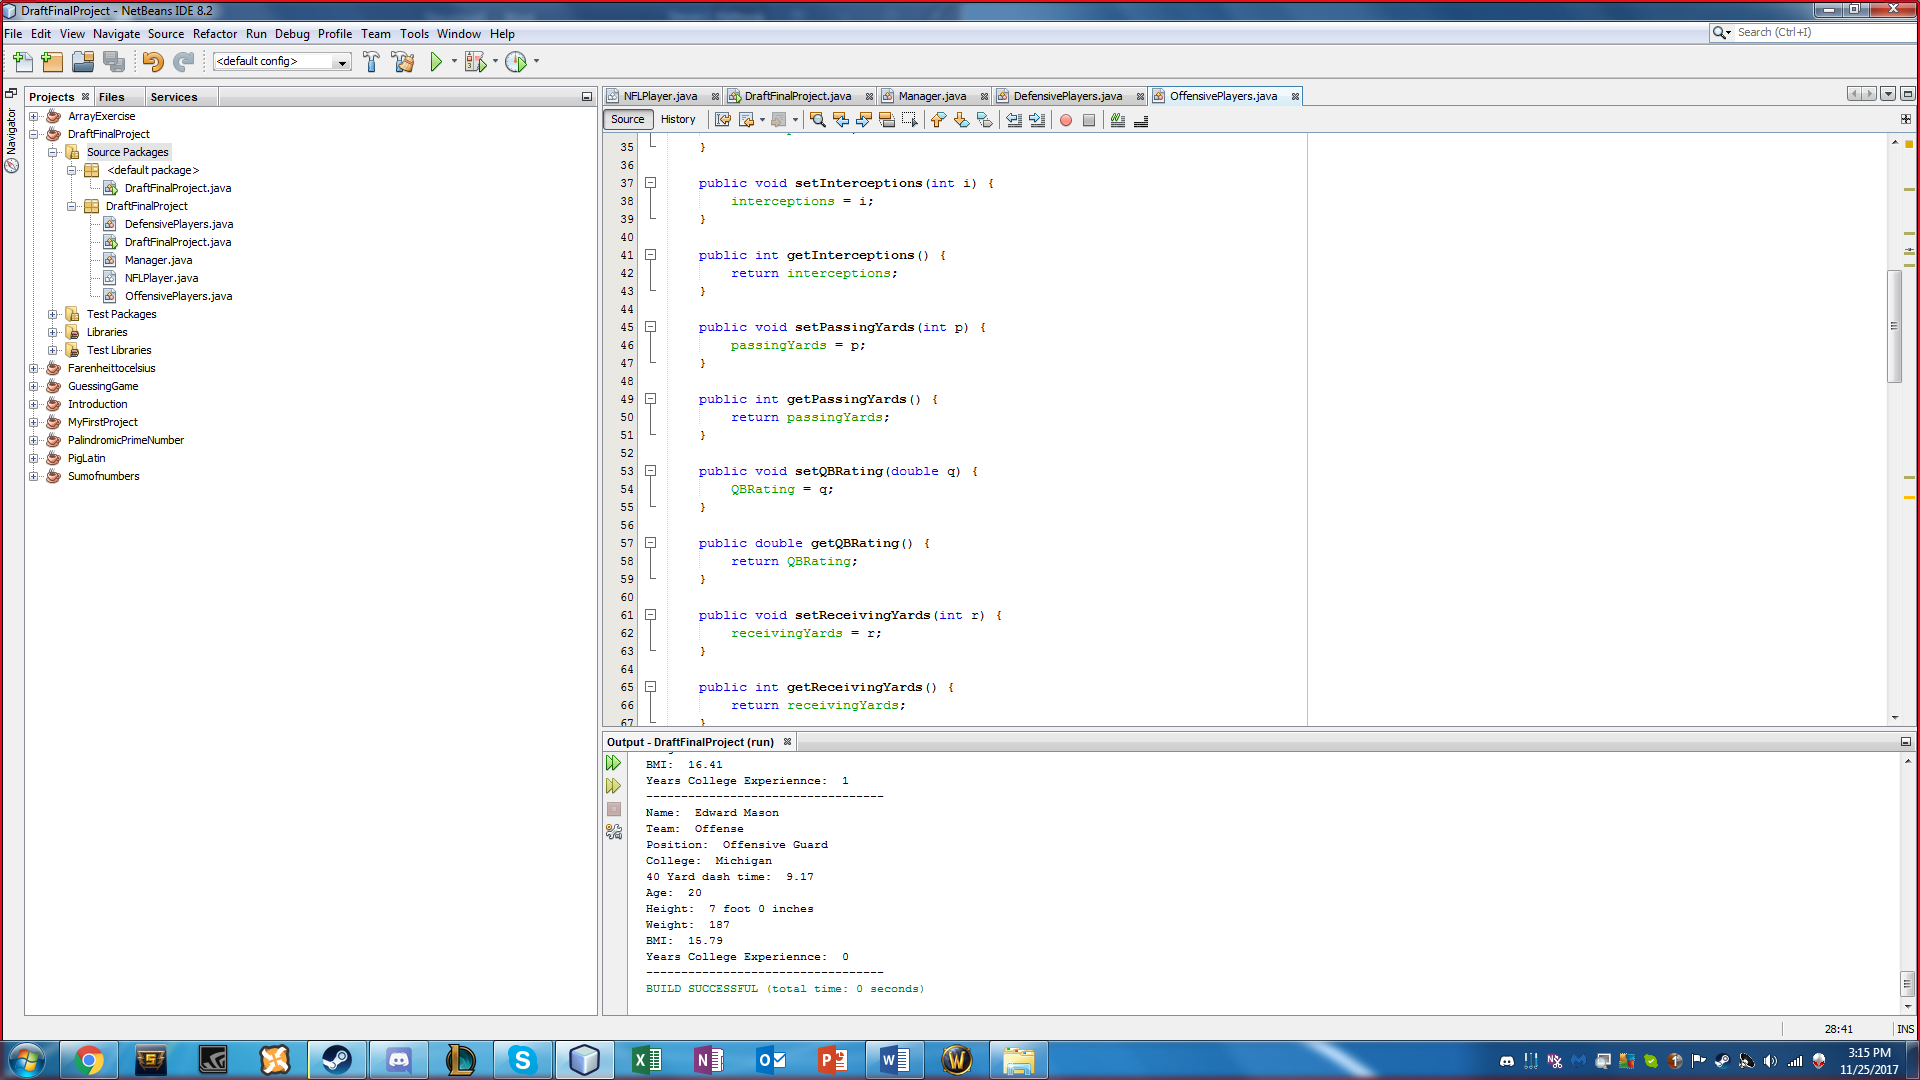 DraftFinalProject - NetBeans IDE 8.2
File Edit View Navigate Source Refactor Run Debug Profile Team Tools Window Help
Search (Ctrl+I)
<default config>
Navigator
Projects Files Services
ArrayExercise
DraftFinalProject
Source Packages
<default package>
DraftFinalProject.java
DraftFinalProject
DefensivePlayers.java
DraftFinalProject.java
Manager.java
NFLPlayer.java
OffensivePlayers.java
Test Packages
Libraries
Test Libraries
Farenheittocelsius
GuessingGame
Introduction
MyFirstProject
PalindromicPrimeNumber
PigLatin
Sumofnumbers
NFLPlayer.java DraftFinalProject.java Manager.java DefensivePlayers.java OffensivePlayers.java
Source History
35 }
36
37 public void setInterceptions(int i) {
38 interceptions = i;
39 }
40
41 public int getInterceptions() {
42 return interceptions;
43 }
44
45 public void setPassingYards(int p) {
46 passingYards = p;
47 }
48
49 public int getPassingYards() {
50 return passingYards;
51 }
52
53 public void setQBRating(double q) {
54 QBRating = q;
55 }
56
57 public double getQBRating() {
58 return QBRating;
59 }
60
61 public void setReceivingYards(int r) {
62 receivingYards = r;
63 }
64
65 public int getReceivingYards() {
66 return receivingYards;
67 }
Output - DraftFinalProject (run)
BMI: 16.41
Years College Experiennce: 1
----------------------------------
Name: Edward Mason
Team: Offense
Position: Offensive Guard
College: Michigan
40 Yard dash time: 9.17
Age: 20
Height: 7 foot 0 inches
Weight: 187
BMI: 15.79
Years College Experiennce: 0
----------------------------------
BUILD SUCCESSFUL (total time: 0 seconds)
28:41 INS
3:15 PM
11/25/2017